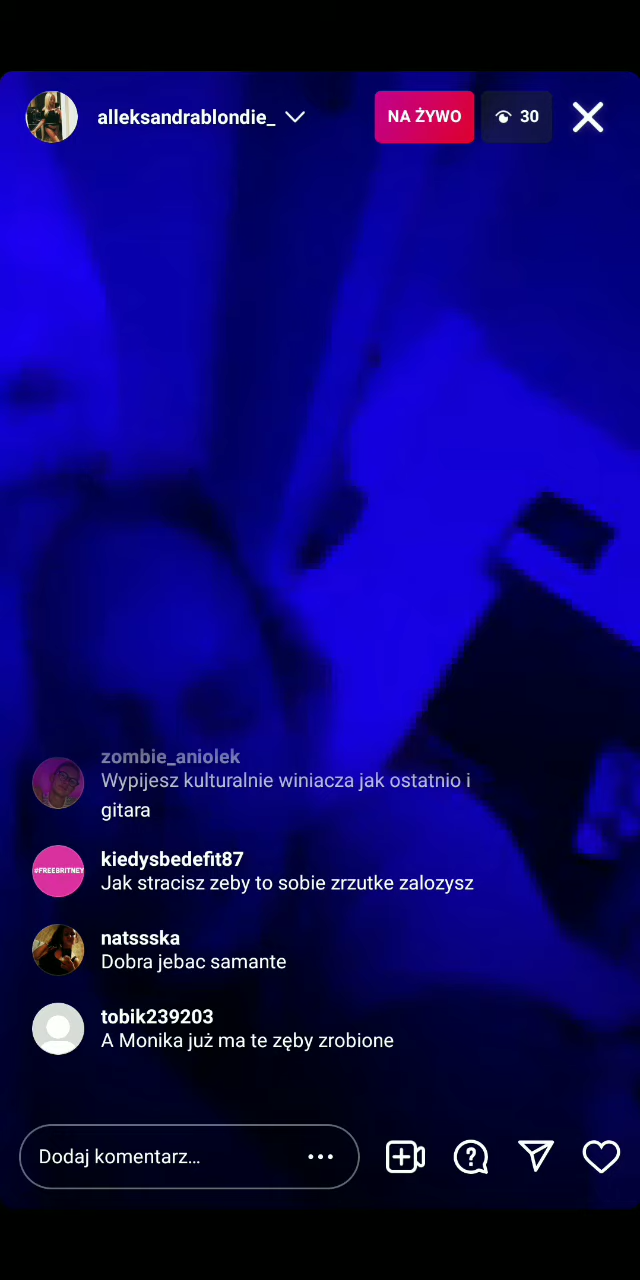 alleksandrablondie_
NA ŻYWO
30
zombie_aniolek
Wypijesz kulturalnie winiacza jak ostatnio i
gitara
#FREEBRITNEY
kiedysbedefit87
Jak stracisz zeby to sobie zrzutke zalozysz
natssska
Dobra jebac samante
tobik239203
A Monika już ma te zęby zrobione
Dodaj komentarz...